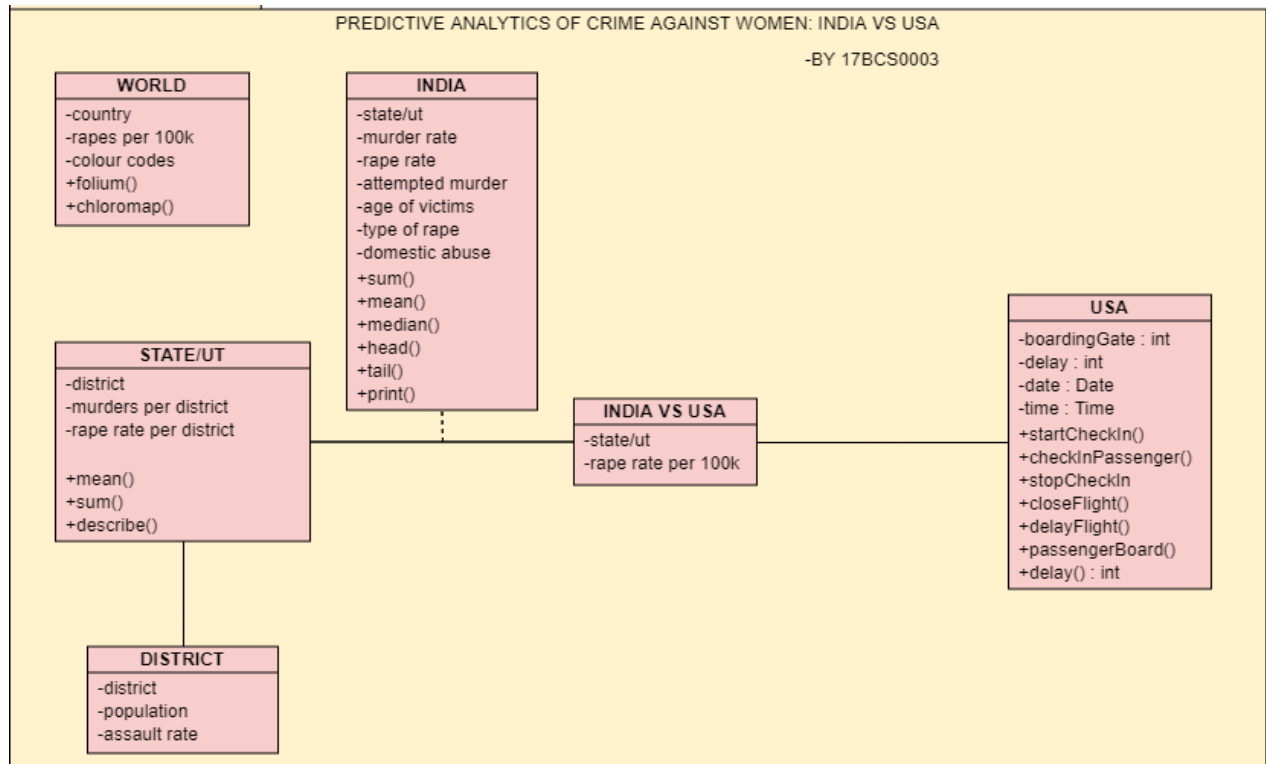 PREDICTIVE ANALYTICS OF CRIME AGAINST WOMEN: INDIA VS USA
-BY 17BCS0003
WORLD
-country
-rapes per 100k
-colour codes
+folium()
+chloromap()
INDIA
-state/ut
-murder rate
-rape rate
-attempted murder
-age of victims
-type of rape
-domestic abuse
+sum()
+mean()
+median()
+head()
+tail()
+print()
STATE/UT
-district
-murders per district
-rape rate per district
+mean()
+sum()
+describe()
INDIA VS USA
-state/ut
-rape rate per 100k
USA
-boardingGate : int
-delay : int
-date : Date
-time : Time
+startCheckIn()
+checkInPassenger()
+stopCheckIn
+closeFlight()
+delayFlight()
+passengerBoard()
+delay() : int
DISTRICT
-district
-population
-assault rate